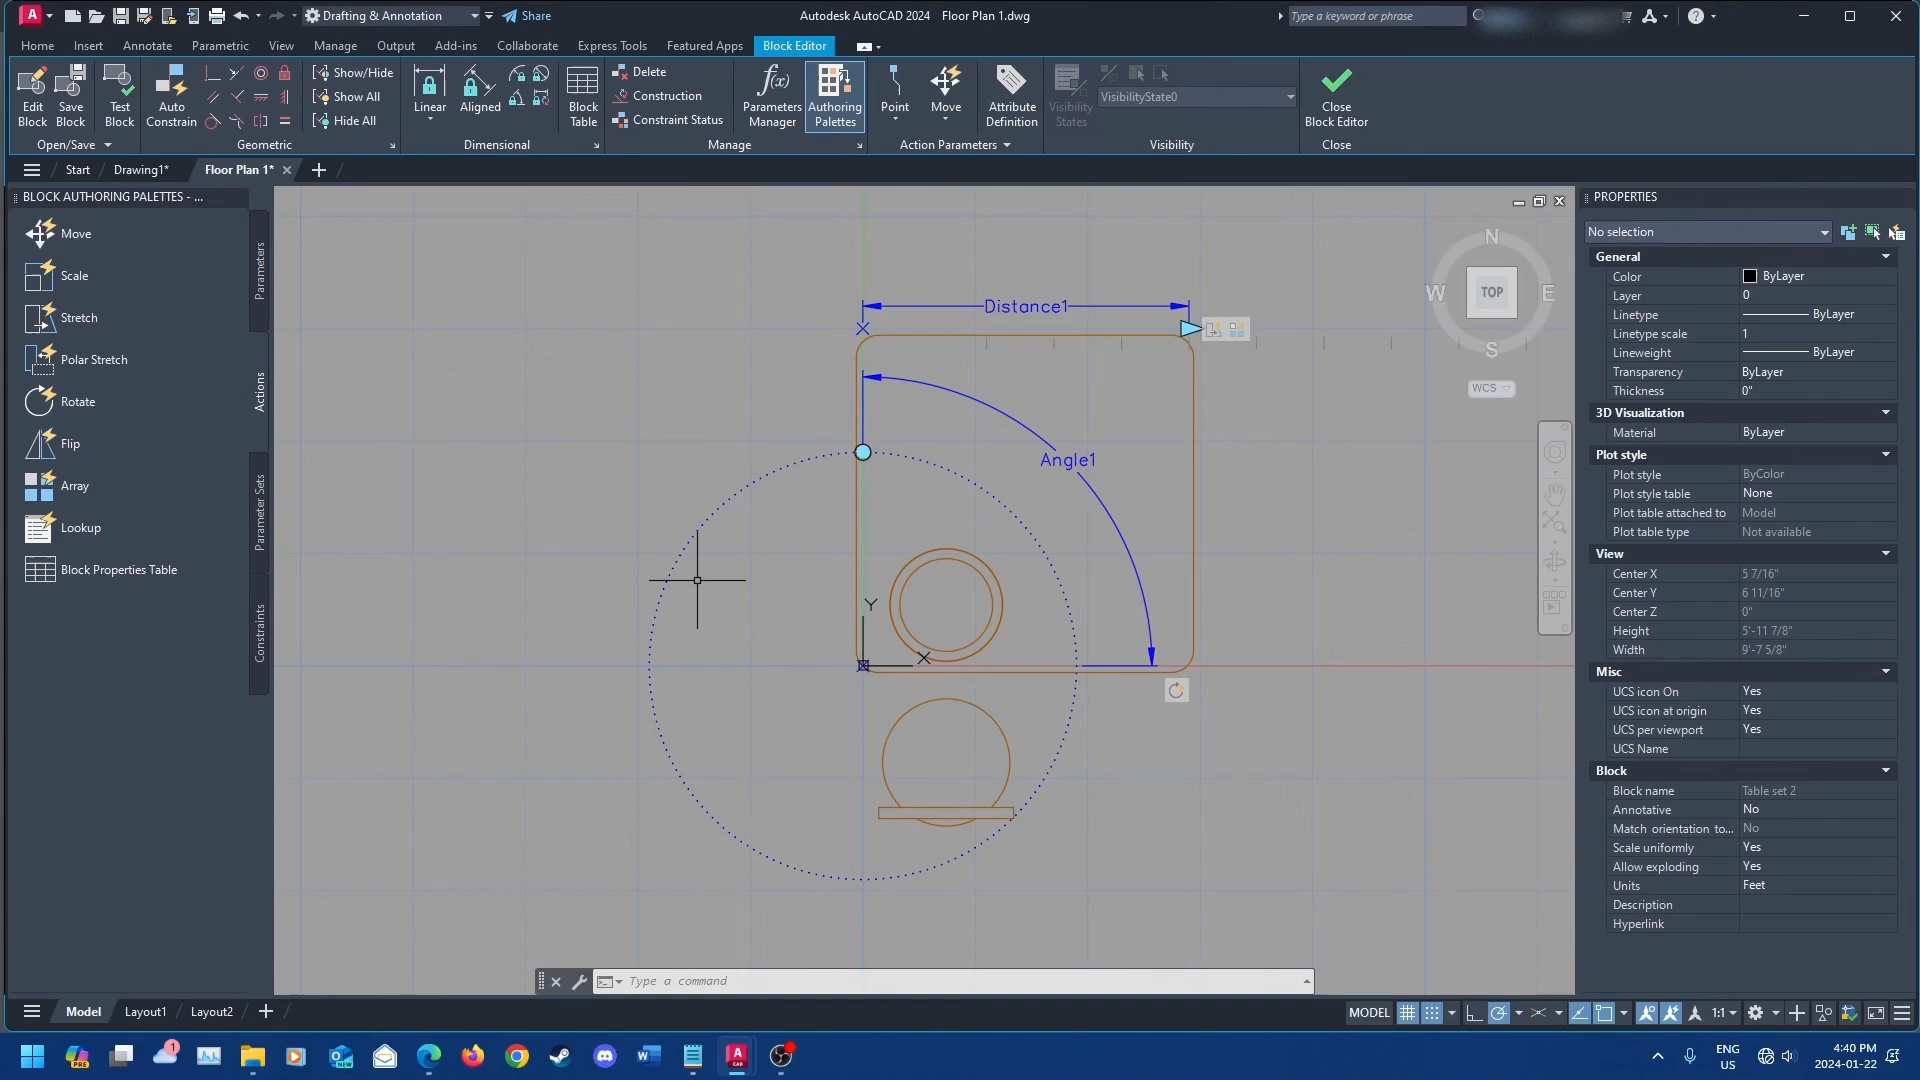 Drafting & Annotation
Share
Autodesk AutoCAD 2024 Floor Plan 1.dwg
Type a keyword or phrase
Home Insert Annotate Parametric View Manage Output Add-ins Collaborate Express Tools Featured Apps Block Editor
Edit Block
Save Block
Test Block
Auto Constrain
Show/Hide
Show All
Hide All
Linear
Aligned
Block Table
Delete
Construction
Constraint Status
f(x)
Parameters Manager
Authoring Palettes
Point
Move
Attribute Definition
Visibility States
VisibilityState0
Close Block Editor
Open/Save
Geometric
Dimensional
Manage
Action Parameters
Visibility
Close
Start
Drawing1*
Floor Plan 1*
BLOCK AUTHORING PALETTES - ...
Move
Scale
Stretch
Polar Stretch
Rotate
Flip
Array
Lookup
Block Properties Table
Parameters
Actions
Parameter Sets
Constraints
Distance1
Angle1
Y
X
N
W
TOP
E
S
WCS
PROPERTIES
No selection
General
Color ByLayer
Layer 0
Linetype ByLayer
Linetype scale 1
Lineweight ByLayer
Transparency ByLayer
Thickness 0"
3D Visualization
Material ByLayer
Plot style
Plot style ByColor
Plot style table None
Plot table attached to Model
Plot table type Not available
View
Center X 5 7/16"
Center Y 6 11/16"
Center Z 0"
Height 5'-11 7/8"
Width 9'-7 5/8"
Misc
UCS icon On Yes
UCS icon at origin Yes
UCS per viewport Yes
UCS Name
Block
Block name Table set 2
Annotative No
Match orientation to... No
Scale uniformly Yes
Allow exploding Yes
Units Feet
Description
Hyperlink
Type a command
Model
Layout1
Layout2
MODEL
1:1
PRE
1
NEW
ENG
US
4:40 PM
2024-01-22